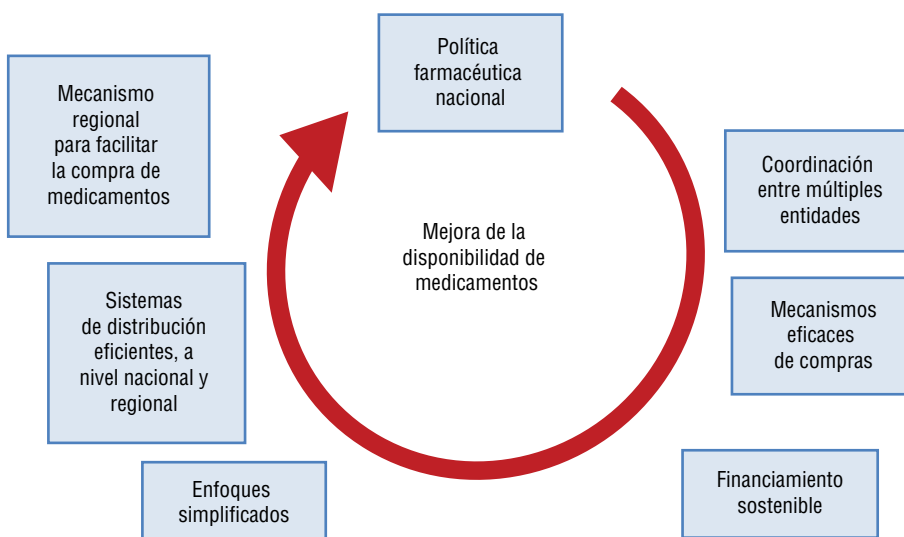 Política
farmacéutica
nacional
Coordinación
entre múltiples
entidades
Mecanismos
eficaces
de compras
Financiamiento
sostenible
Enfoques
simplificados
Sistemas
de distribución
eficientes, a
nivel nacional y
regional
Mecanismo
regional
para facilitar
la compra de
medicamentos
Mejora de la
disponibilidad de
medicamentos